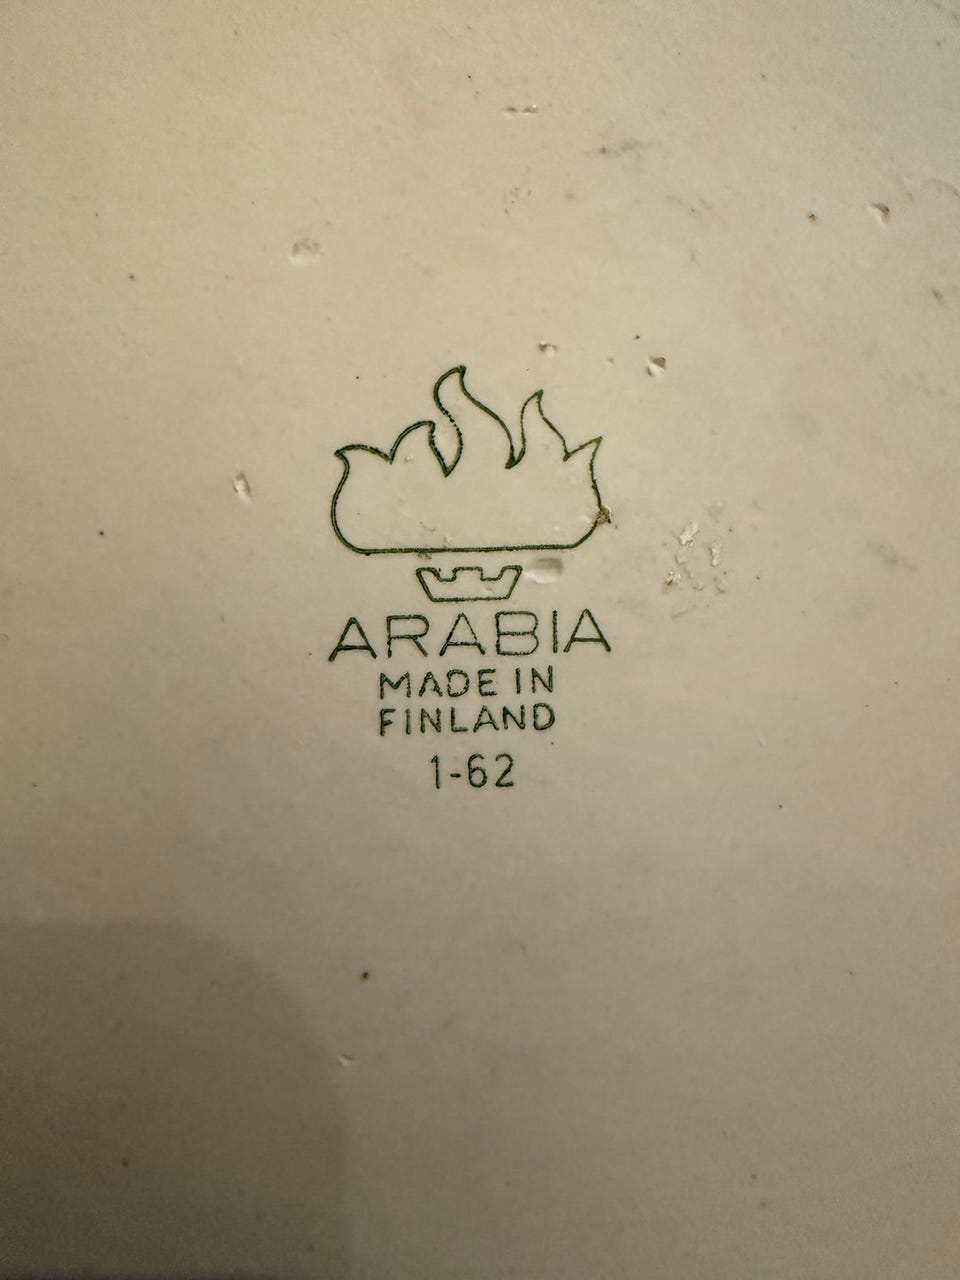 ARABIA
MADE IN
FINLAND
1-62